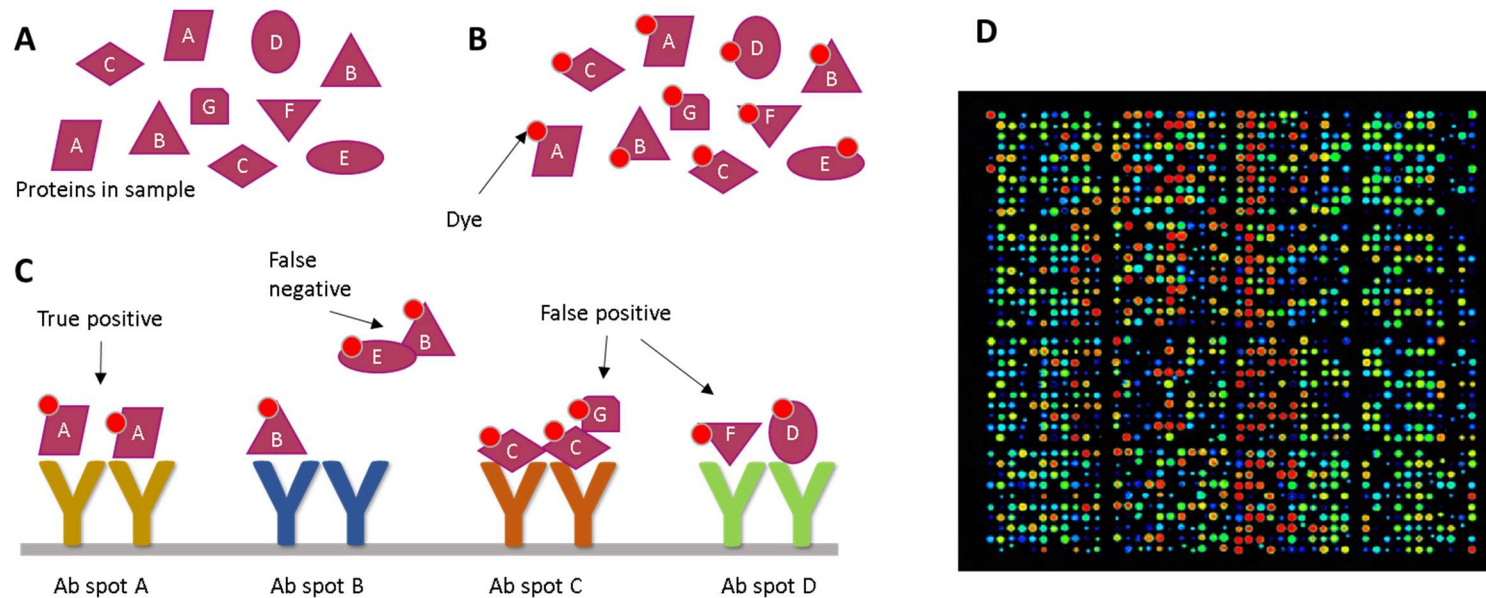 A
A
D
C
B
G
F
B
A
C
E
Proteins in sample
B
A
D
C
B
G
F
B
A
C
E
Dye
D
C
False
negative
True positive
False positive
E
B
A
A
B
G
C
C
F
D
Ab spot A
Ab spot B
Ab spot C
Ab spot D